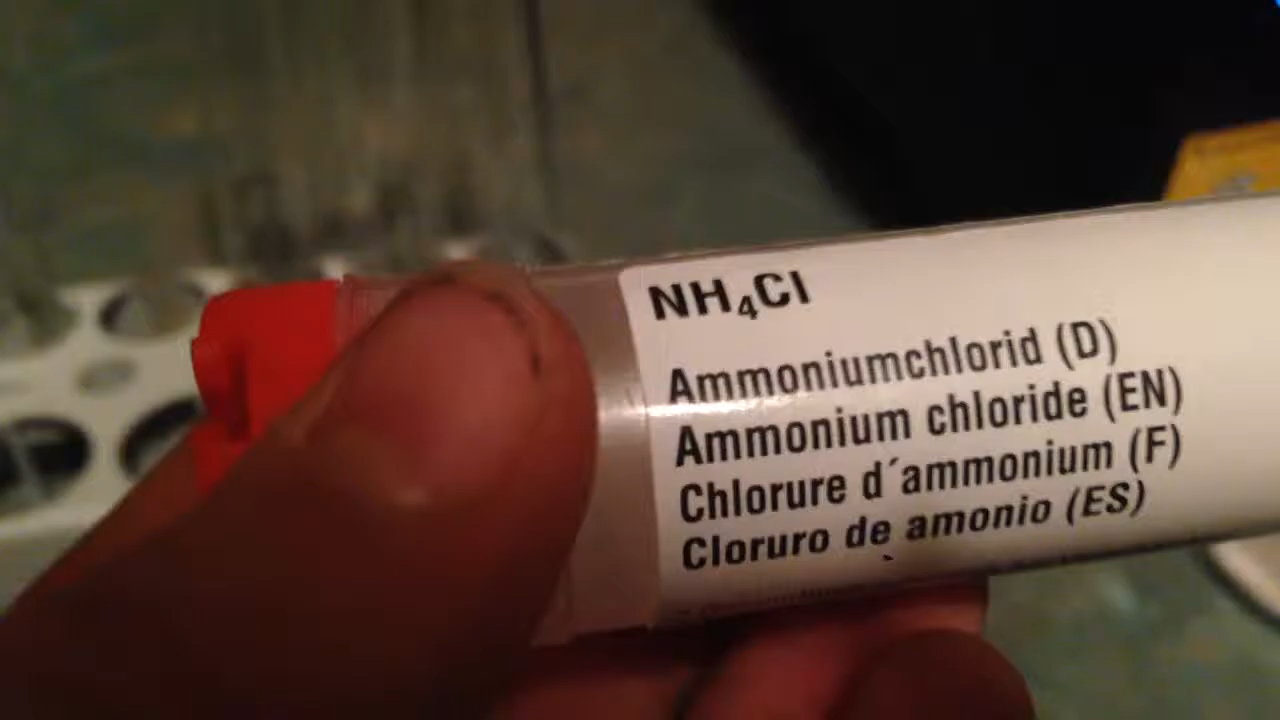 NH₄Cl
Ammoniumchlorid (D)
Ammonium chloride (EN)
Chlorure d´ammonium (F)
Cloruro de amonio (ES)